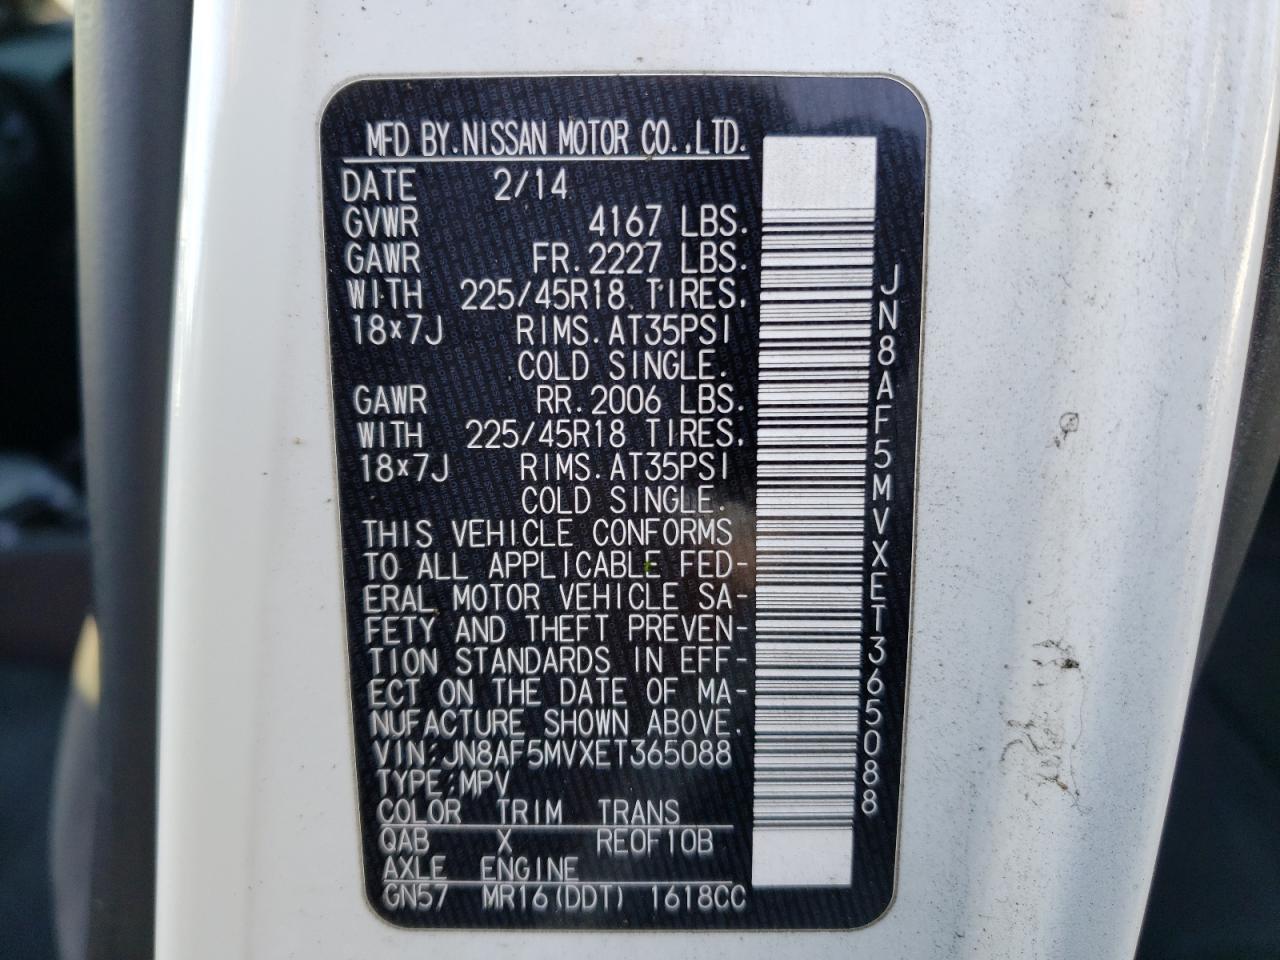 MFD BY.NISSAN MOTOR CO.,LTD.
DATE 2/14
GVWR 4167 LBS.
GAWR FR.2227 LBS.
WITH 225/45R18 TIRES.
18×7J RIMS.AT35PSI
COLD SINGLE.
GAWR RR.2006 LBS.
WITH 225/45R18 TIRES.
18×7J RIMS.AT35PSI
COLD SINGLE.
THIS VEHICLE CONFORMS
TO ALL APPLICABLE FED-
ERAL MOTOR VEHICLE SA-
FETY AND THEFT PREVEN-
TION STANDARDS IN EFF-
ECT ON THE DATE OF MA-
NUFACTURE SHOWN ABOVE.
VIN:JN8AF5MVXET365088
TYPE:MPV
COLOR TRIM TRANS
QAB X RE0F10B
AXLE ENGINE
GN57 MR16(DDT) 1618CC
JN8AF5MVXET365088